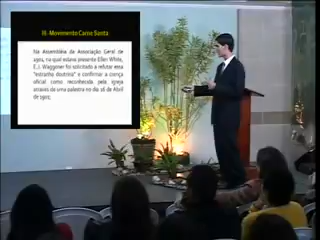 III. Movimento Carne Santa
Na Assembléia da Associação Geral de
1901, na qual estava presente Ellen White,
E.J. Waggoner foi solicitado a refutar essa
"estranha doutrina" e confirmar a crença
oficial como reconhecida pela igreja
através de uma palestra no dia 16 de Abril
de 1901.